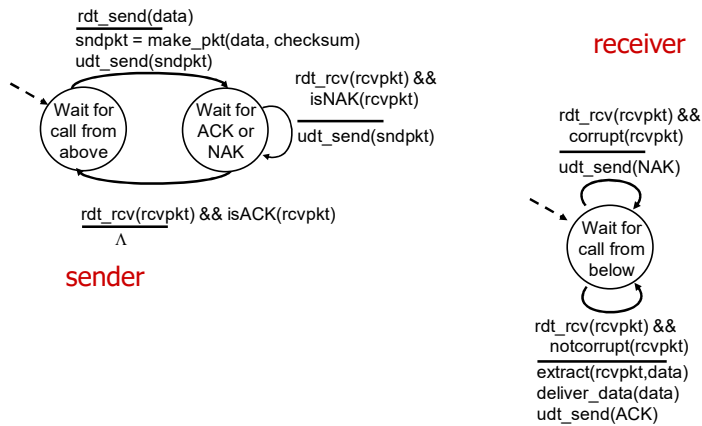 rdt_send(data)
sndpkt = make_pkt(data, checksum)
udt_send(sndpkt)
Wait for
call from
above
Wait for
ACK or
NAK
rdt_rcv(rcvpkt) &&
isNAK(rcvpkt)
udt_send(sndpkt)
rdt_rcv(rcvpkt) && isACK(rcvpkt)
Λ
sender
receiver
rdt_rcv(rcvpkt) &&
corrupt(rcvpkt)
udt_send(NAK)
Wait for
call from
below
rdt_rcv(rcvpkt) &&
notcorrupt(rcvpkt)
extract(rcvpkt,data)
deliver_data(data)
udt_send(ACK)